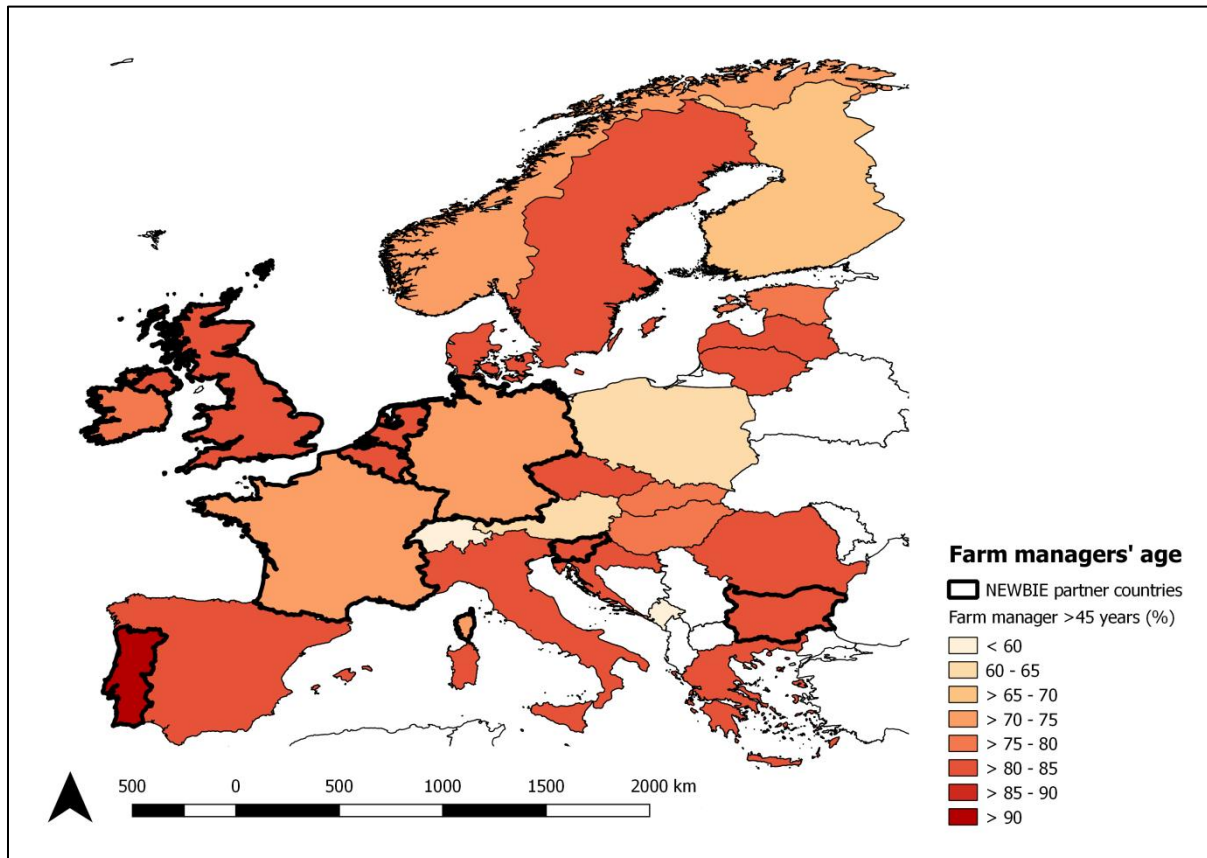 Farm managers' age
NEWBIE partner countries
Farm manager >45 years (%)
< 60
60 - 65
> 65 - 70
> 70 - 75
> 75 - 80
> 80 - 85
> 85 - 90
> 90
500 0 500 1000 1500 2000 km